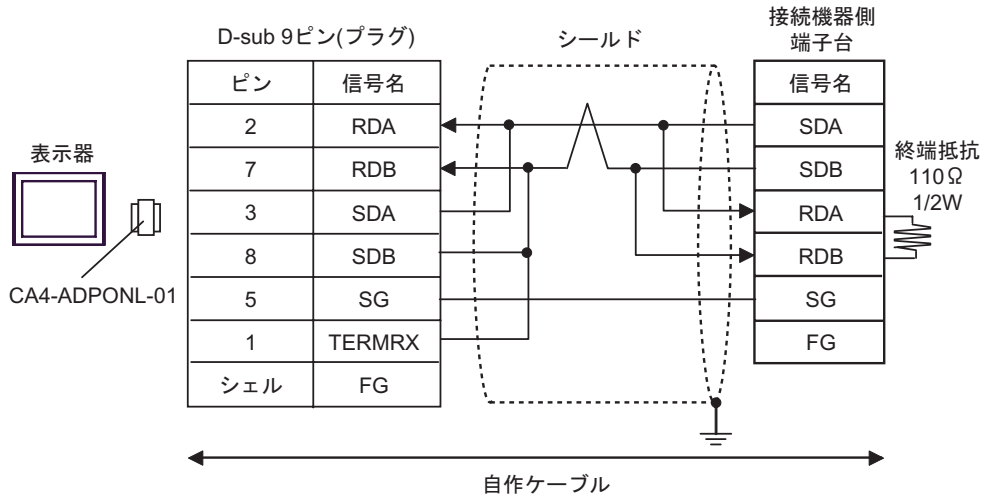 接続機器側
端子台
D-sub 9ピン(プラグ)
シールド
ピン 信号名
信号名
2 RDA
SDA
7 RDB
SDB
3 SDA
RDA
8 SDB
RDB
5 SG
SG
1 TERMRX
FG
シェル FG
表示器
CA4-ADPONL-01
終端抵抗
110Ω
1/2W
自作ケーブル